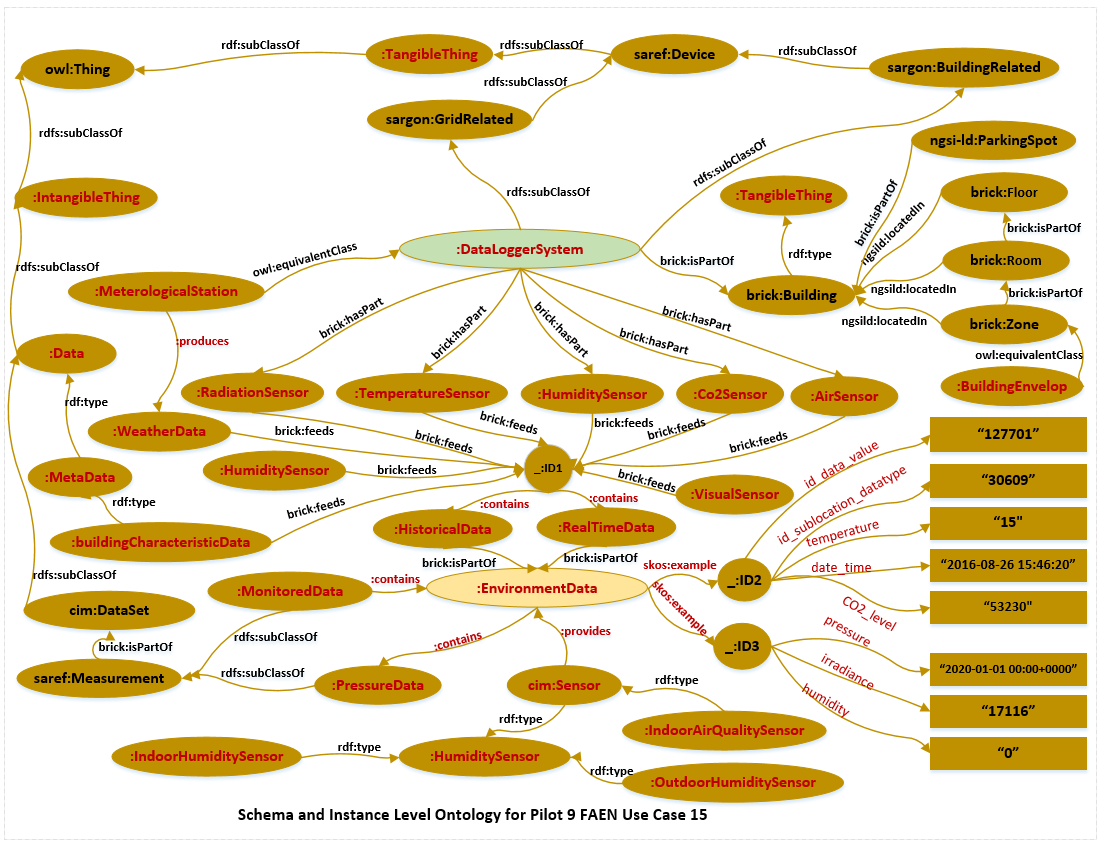 rdf:subClassOf
:TangibleThing
rdfs:subClassOf
saref:Device
rdf:subClassOf
owl:Thing
sargon:BuildingRelated
rdfs:subClassOf
sargon:GridRelated
rdfs:subClassOf
ngsi-ld:ParkingSpot
rdfs:subClassOf
:IntangibleThing
rdfs:subClassOf
:TangibleThing
brick:isPartOf
brick:Floor
ngsild:locatedIn
brick:isPartOf
rdfs:subClassOf
owl:equivalentClass
:DataLoggerSystem
rdf:type
brick:isPartOf
brick:Room
:MeterologicalStation
brick:Building
ngsild:locatedIn
brick:isPartOf
brick:hasPart
brick:hasPart
brick:hasPart
brick:hasPart
brick:hasPart
ngsild:locatedIn
brick:Zone
:produces
:Data
owl:equivalentClass
:RadiationSensor
:TemperatureSensor
:HumiditySensor
:Co2Sensor
:AirSensor
:BuildingEnvelop
rdf:type
:WeatherData
brick:feeds
brick:feeds
brick:feeds
brick:feeds
brick:feeds
brick:feeds
id_data_value
“127701”
:MetaData
:HumiditySensor
brick:feeds
_:ID1
brick:feeds
:VisualSensor
id_sublocation_datatype
“30609”
rdf:type
brick:feeds
:contains
:contains
:HistoricalData
:RealTimeData
temperature
“15"
:buildingCharacteristicData
brick:isPartOf
brick:isPartOf
skos:example
date_time
“2016-08-26 15:46:20”
rdfs:subClassOf
:MonitoredData
:contains
:EnvironmentData
_:ID2
cim:DataSet
skos:example
CO2_level
“53230"
rdfs:subClassOf
:contains
:provides
pressure
brick:isPartOf
_:ID3
saref:Measurement
rdfs:subClassOf
:PressureData
cim:Sensor
rdf:type
irradiance
“2020-01-01 00:00+0000”
humidity
“17116”
rdf:type
:IndoorAirQualitySensor
:IndoorHumiditySensor
rdf:type
:HumiditySensor
rdf:type
“0”
:OutdoorHumiditySensor
Schema and Instance Level Ontology for Pilot 9 FAEN Use Case 15